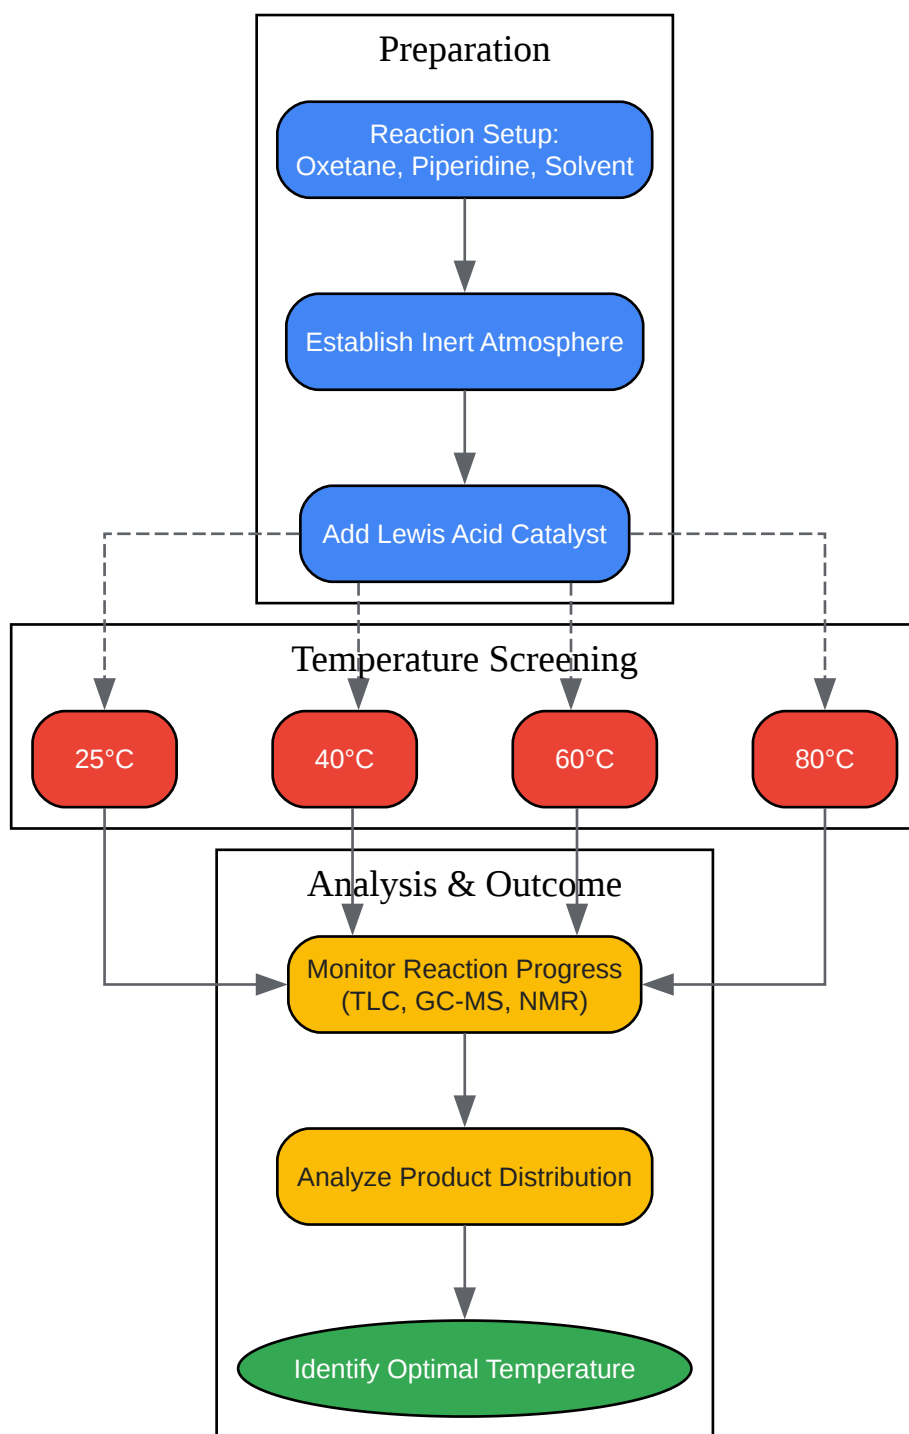 Preparation
Reaction Setup:
Oxetane, Piperidine, Solvent
Establish Inert Atmosphere
Add Lewis Acid Catalyst
Temperature Screening
25°C
40°C
60°C
80°C
Analysis & Outcome
Monitor Reaction Progress
(TLC, GC-MS, NMR)
Analyze Product Distribution
Identify Optimal Temperature